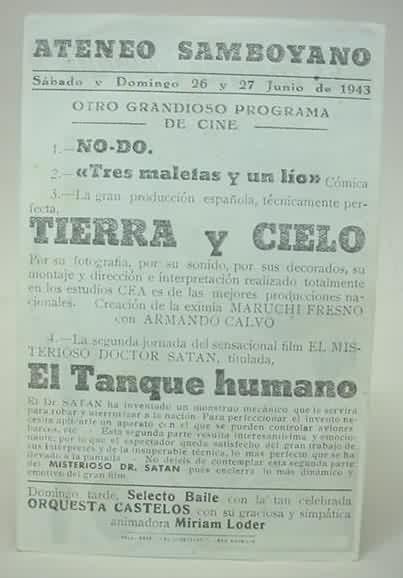 ATENEO SAMBOYANO
Sábado y Domingo 26 y 27 Junio de 1943
OTRO GRANDIOSO PROGRAMA
DE CINE
1.—NO-DO.
2.—«Tres maletas y un lío» Cómica
3.—La gran producción española, técnicamente per-
fecta,
TIERRA y CIELO
Por su fotografía, por su sonido, por sus decorados, su
montaje y dirección e interpretación realizado totalmente
en los estudios CEA es de las mejores producciones na-
cionales. Creación de la eximia MARUCHI FRESNO
con ARMANDO CALVO
4.—La segunda jornada del sensacional film EL MIS-
TERIOSO DOCTOR SATAN, titulada,
El Tanque humano
El Dr. SATAN ha inventado un monstruo mecánico que le servirá
para robar y aterrorizar a la nación. Para perfeccionar el invento ne-
cesita aplicarle un aparato con el que se pueden controlar aviones
barcos, etc. — Esta segunda parte resulta interesantísima y emocio-
nante, por lo que el espectador queda satisfecho del gran trabajo de
sus intérpretes y de la insuperable técnica, lo más perfecto que se ha
llevado a la pantalla — No dejéis de contemplar esta segunda parte
del MISTERIOSO DR. SATAN pués encierra lo más dinámico y
emotivo del gran film
Domingo tarde, Selecto Baile con la tan celebrada
ORQUESTA CASTELOS con su graciosa y simpática
animadora Miriam Loder